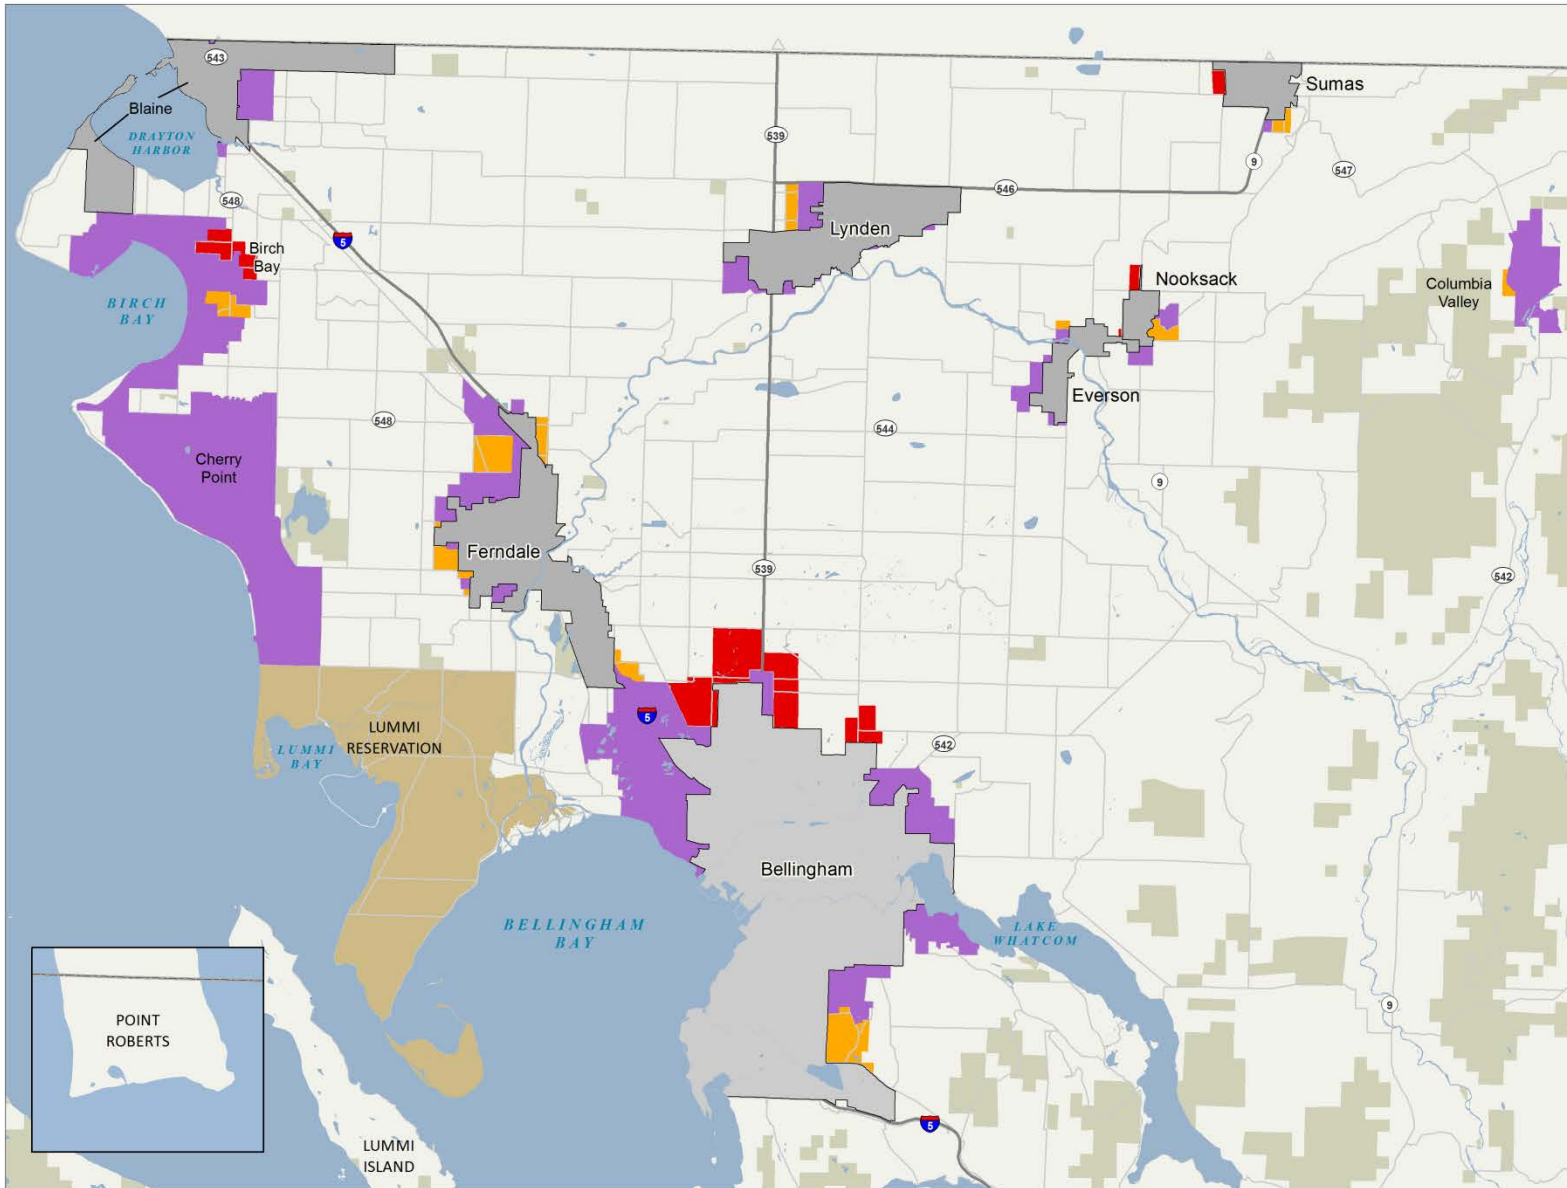 543
Sumas
Blaine
DRAYTON
HARBOR
539
9
547
546
548
Lynden
5
Birch
Bay
Nooksack
Columbia
Valley
BIRCH
BAY
Everson
548
544
Cherry
Point
9
Ferndale
539
542
5
LUMMI
RESERVATION
LUMMI
BAY
542
Bellingham
BELLINGHAM
BAY
LAKE
WHATCOM
9
POINT
ROBERTS
5
LUMMI
ISLAND